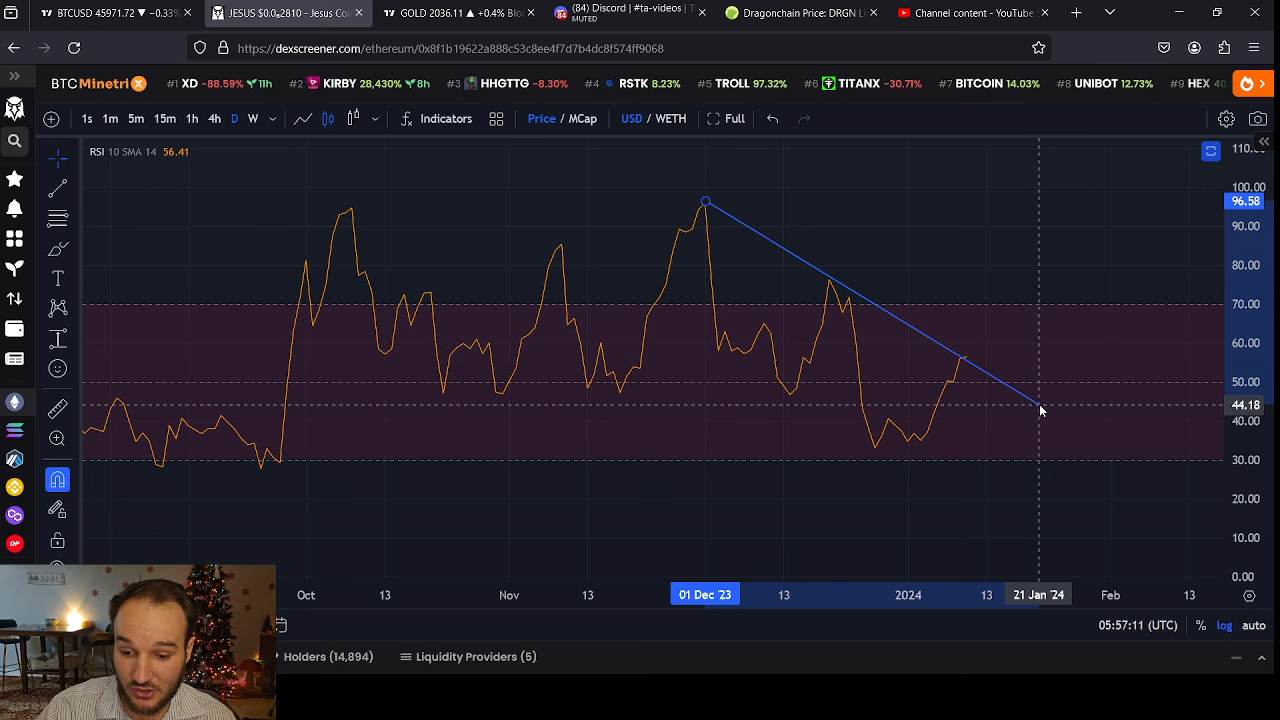 BTCUSD 45971.72 ▼ −0.33%
JESUS $0.0₈2810 - Jesus Coi
GOLD 2036.11 ▲ +0.4% Blo
(84) Discord | #ta-videos | T
MUTED
Dragonchain Price: DRGN Li
Channel content - YouTube S
https://dexscreener.com/ethereum/0x8f1b19622a888c53c8ee4f7d7b4dc8f574ff9068
BTCMinetrix #1 XD -88.59% 11h #2 KIRBY 28,430% 8h #3 HHGTTG -8.30% #4 RSTK 8.23% #5 TROLL 97.32% #6 TITANX -30.71% #7 BITCOIN 14.03% #8 UNIBOT 12.73% #9 HEX 40
1s 1m 5m 15m 1h 4h D W Indicators Price / MCap USD / WETH Full
RSI 10 SMA 14 56.41
110.00
100.00
96.58
90.00
80.00
70.00
60.00
50.00
44.18
40.00
30.00
20.00
10.00
0.00
Oct 13 Nov 13 01 Dec '23 13 2024 13 21 Jan '24 Feb 13
05:57:11 (UTC) % log auto
Holders (14,894) Liquidity Providers (5)